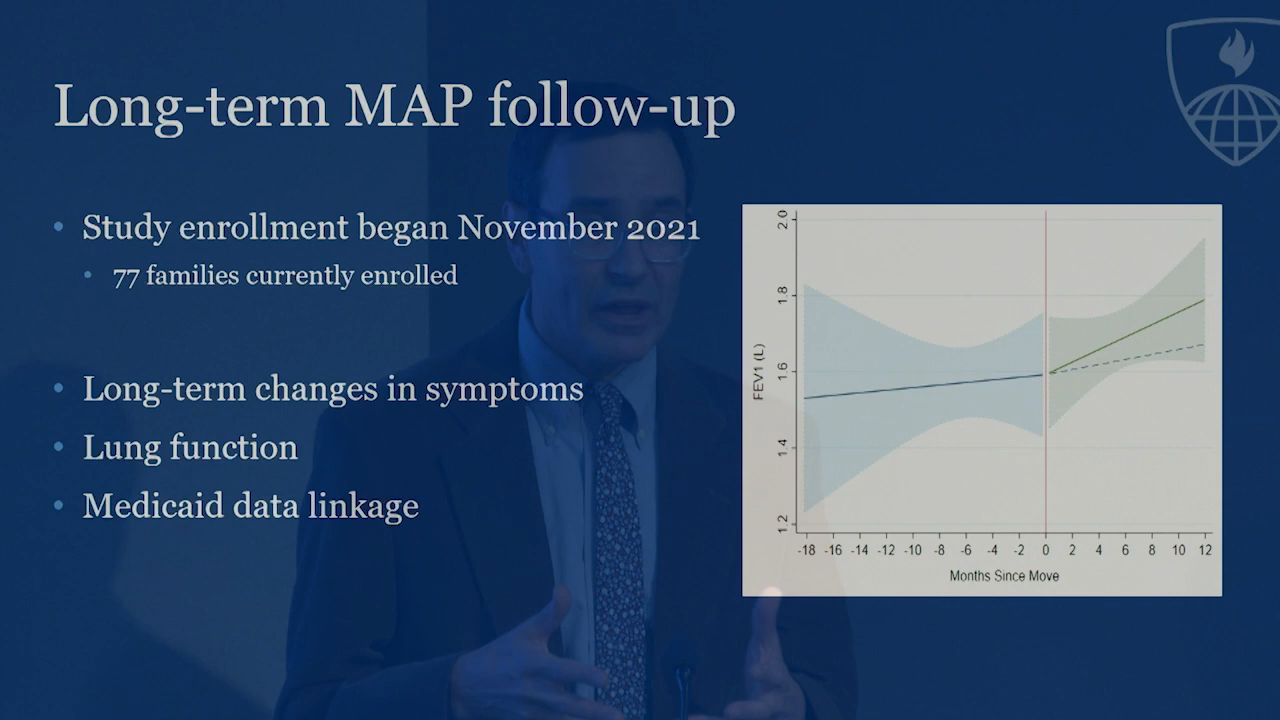 Long-term MAP follow-up
• Study enrollment began November 2021
• 77 families currently enrolled
• Long-term changes in symptoms
• Lung function
• Medicaid data linkage
FEV1 (L)
2.0
1.8
1.6
1.4
1.2
-18 -16 -14 -12 -10 -8 -6 -4 -2 0 2 4 6 8 10 12
Months Since Move